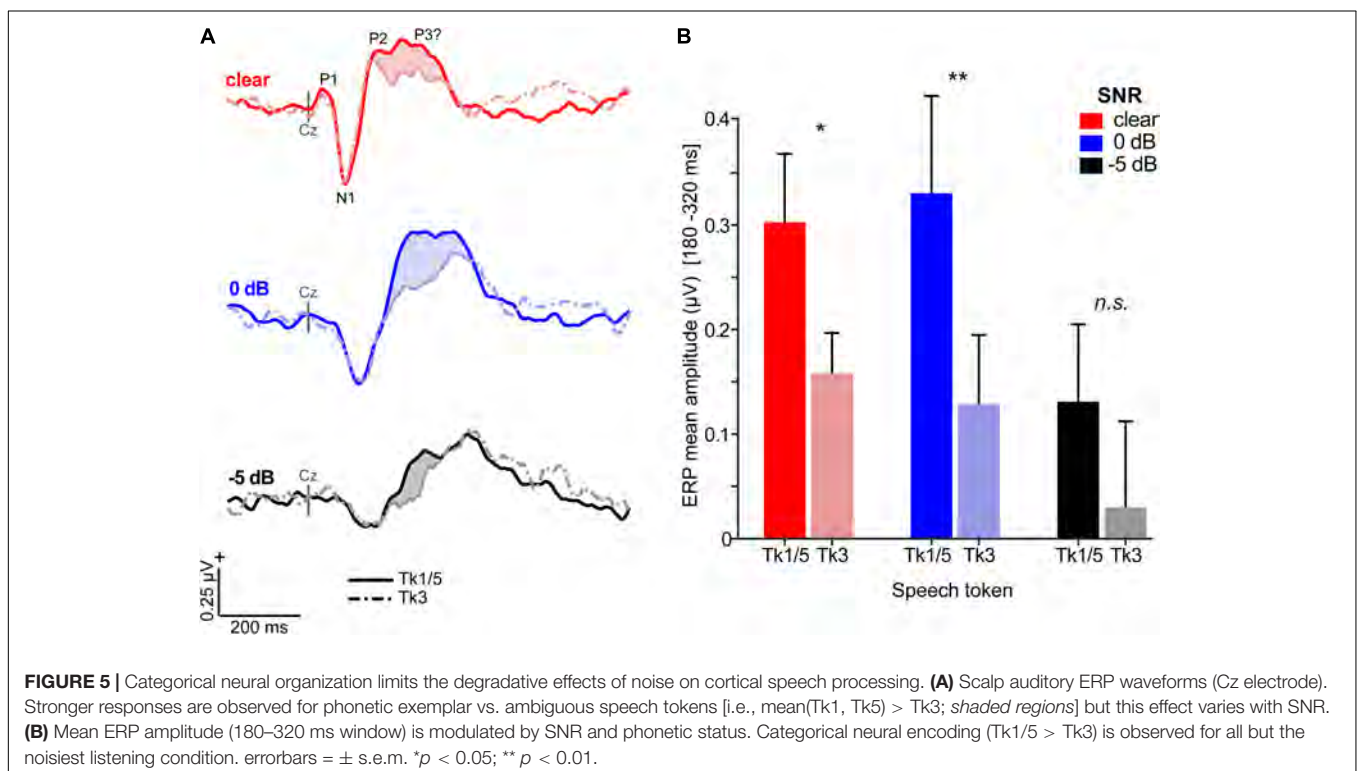 A
P2
P3?
clear
P1
Cz
N1
0 dB
Cz
-5 dB
Cz
+
0.25 µV
200 ms
Tk1/5
Tk3
B
ERP mean amplitude (µV) [180 -320 ms]
0.4
0.3
0.2
0.1
0
*
**
n.s.
SNR
clear
0 dB
-5 dB
Tk1/5 Tk3 Tk1/5 Tk3 Tk1/5 Tk3
Speech token
FIGURE 5 | Categorical neural organization limits the degradative effects of noise on cortical speech processing. (A) Scalp auditory ERP waveforms (Cz electrode).
Stronger responses are observed for phonetic exemplar vs. ambiguous speech tokens [i.e., mean(Tk1, Tk5) > Tk3; shaded regions] but this effect varies with SNR.
(B) Mean ERP amplitude (180–320 ms window) is modulated by SNR and phonetic status. Categorical neural encoding (Tk1/5 > Tk3) is observed for all but the
noisiest listening condition. errorbars = ± s.e.m. *p < 0.05; ** p < 0.01.